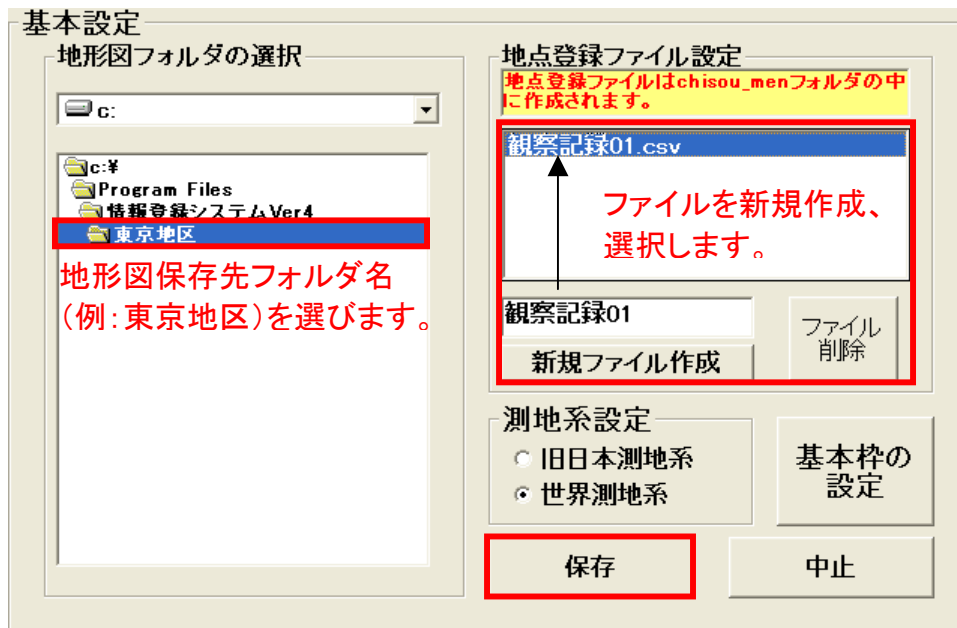 基本設定
地形図フォルダの選択
c:
c:¥
Program Files
情報登録システムVer4
東京地区
地形図保存先フォルダ名
(例:東京地区)を選びます。
地点登録ファイル設定
地点登録ファイルはchisou_menフォルダの中
に作成されます。
観察記録01.csv
ファイルを新規作成、
選択します。
観察記録01
新規ファイル作成
ファイル
削除
測地系設定
旧日本測地系
世界測地系
基本枠の
設定
保存
中止